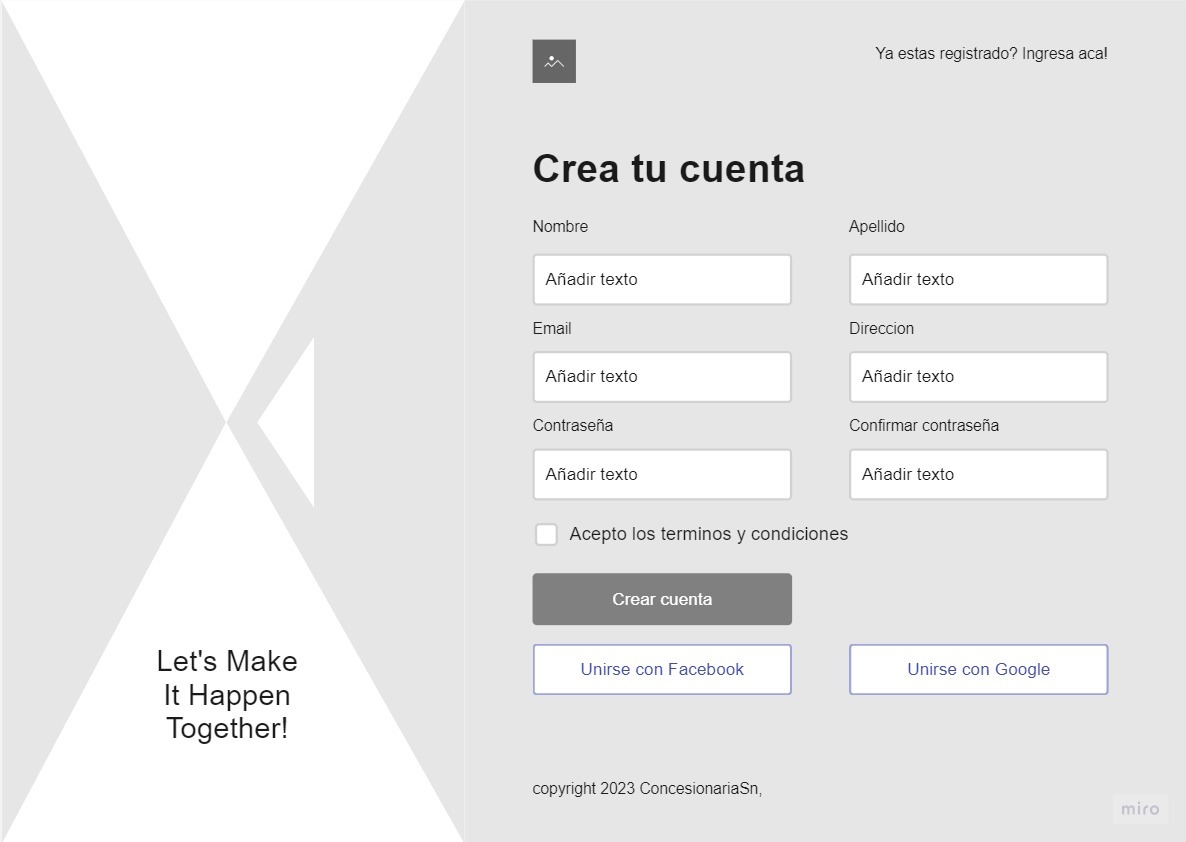 Ya estas registrado? Ingresa aca!
Crea tu cuenta
Nombre
Apellido
Añadir texto
Añadir texto
Email
Direccion
Añadir texto
Añadir texto
Contraseña
Confirmar contraseña
Añadir texto
Añadir texto
Acepto los terminos y condiciones
Crear cuenta
Unirse con Facebook
Unirse con Google
Let's Make
It Happen
Together!
copyright 2023 ConcesionariaSn,
miro